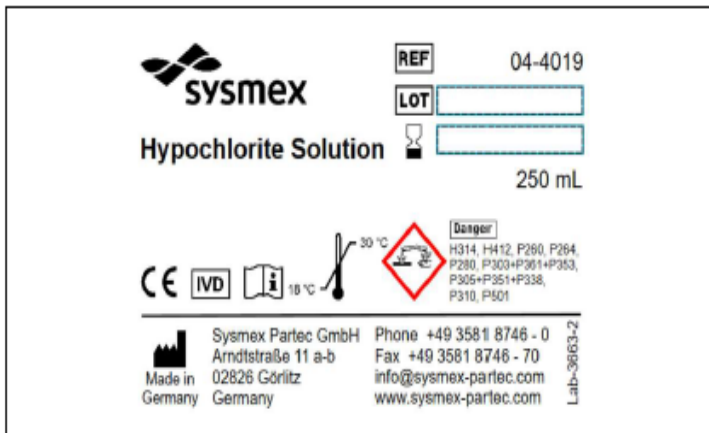 sysmex
Hypochlorite Solution
REF 04-4019
LOT
250 mL
CE IVD i 18 °C 30 °C
Danger
H314, H412, P260, P264,
P280, P303+P361+P353,
P305+P351+P338,
P310, P501
Made in
Germany
Sysmex Partec GmbH
Arndtstraße 11 a-b
02826 Görlitz
Germany
Phone +49 3581 8746 - 0
Fax +49 3581 8746 - 70
info@sysmex-partec.com
www.sysmex-partec.com
Lab-3663-2